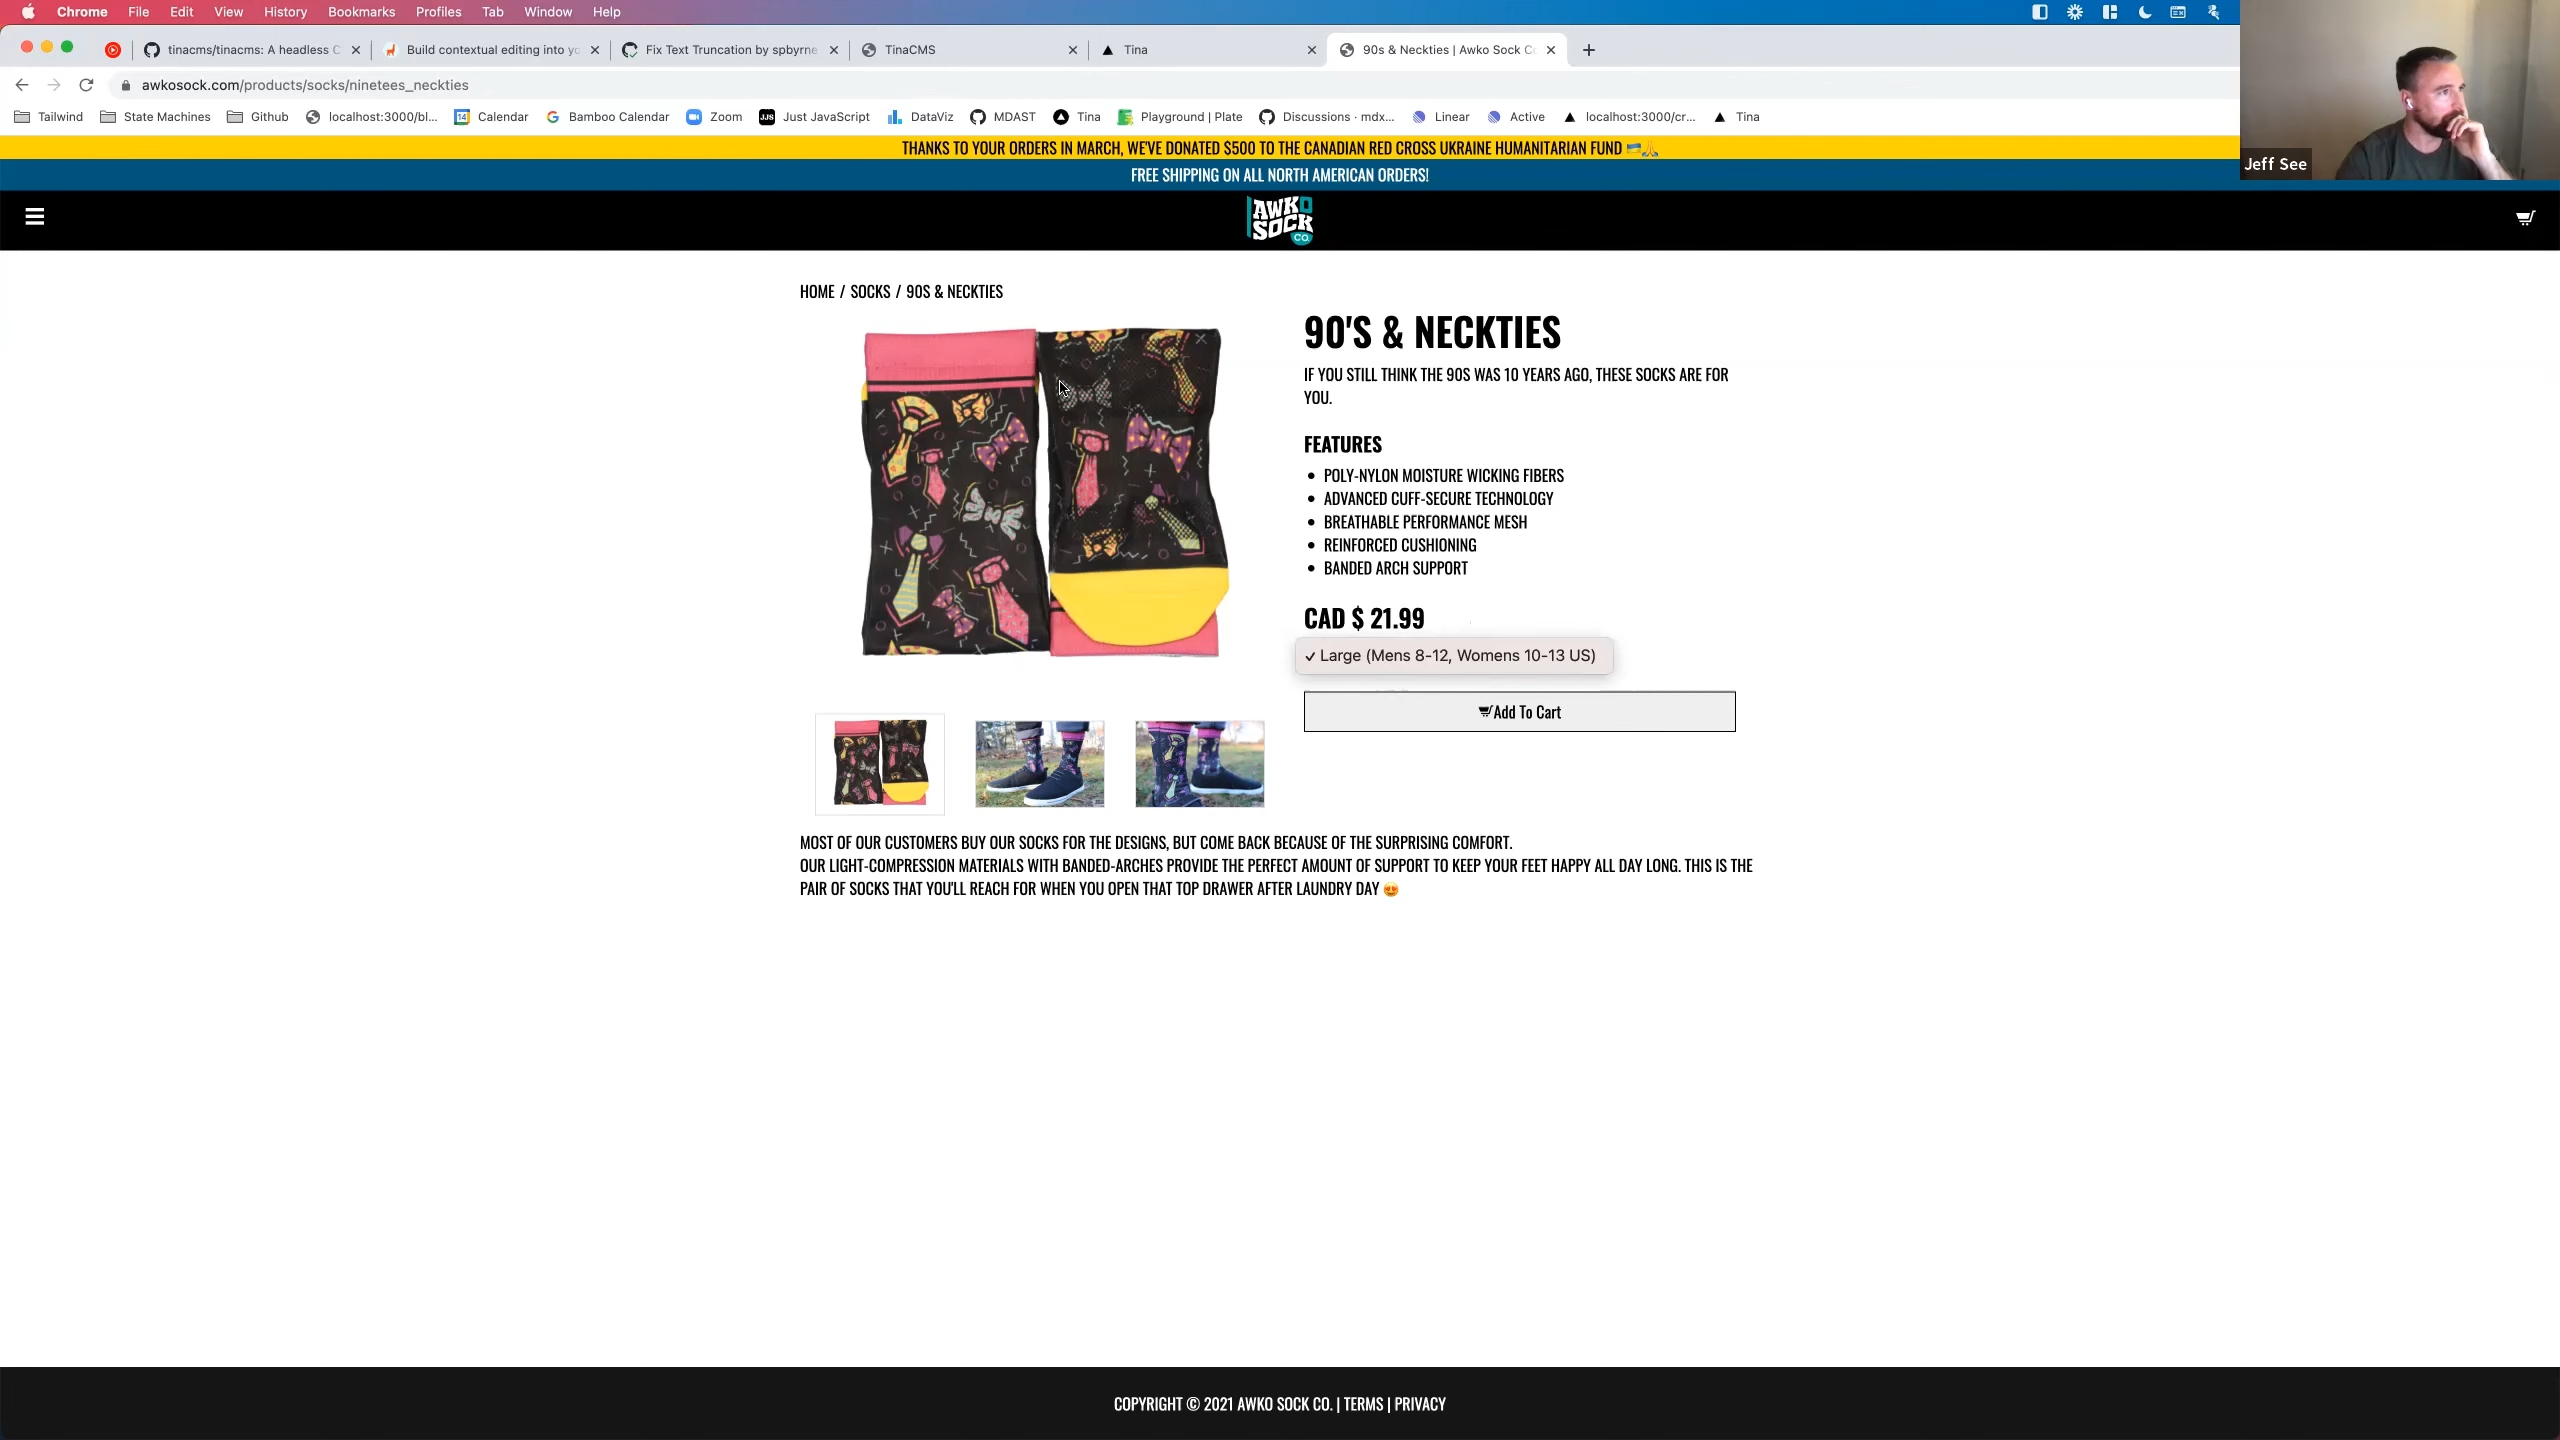 Chrome File Edit View History Bookmarks Profiles Tab Window Help
tinacms/tinacms: A headless C
Build contextual editing into yo
Fix Text Truncation by spbyrne
TinaCMS
Tina
90s & Neckties | Awko Sock Co
awkosock.com/products/socks/ninetees_neckties
Tailwind State Machines Github localhost:3000/bl... 14 Calendar Bamboo Calendar Zoom JJS Just JavaScript DataViz MDAST Tina Playground | Plate Discussions · mdx... Linear Active localhost:3000/cr... Tina
Jeff See
THANKS TO YOUR ORDERS IN MARCH, WE'VE DONATED $500 TO THE CANADIAN RED CROSS UKRAINE HUMANITARIAN FUND 🇺🇦🙏
FREE SHIPPING ON ALL NORTH AMERICAN ORDERS!
AWKO
SOCK
CO.
HOME / SOCKS / 90S & NECKTIES
90'S & NECKTIES
IF YOU STILL THINK THE 90S WAS 10 YEARS AGO, THESE SOCKS ARE FOR
YOU.
FEATURES
• POLY-NYLON MOISTURE WICKING FIBERS
• ADVANCED CUFF-SECURE TECHNOLOGY
• BREATHABLE PERFORMANCE MESH
• REINFORCED CUSHIONING
• BANDED ARCH SUPPORT
CAD $ 21.99
✓ Large (Mens 8-12, Womens 10-13 US)
Add To Cart
MOST OF OUR CUSTOMERS BUY OUR SOCKS FOR THE DESIGNS, BUT COME BACK BECAUSE OF THE SURPRISING COMFORT.
OUR LIGHT-COMPRESSION MATERIALS WITH BANDED-ARCHES PROVIDE THE PERFECT AMOUNT OF SUPPORT TO KEEP YOUR FEET HAPPY ALL DAY LONG. THIS IS THE
PAIR OF SOCKS THAT YOU'LL REACH FOR WHEN YOU OPEN THAT TOP DRAWER AFTER LAUNDRY DAY 😍
COPYRIGHT © 2021 AWKO SOCK CO. | TERMS | PRIVACY